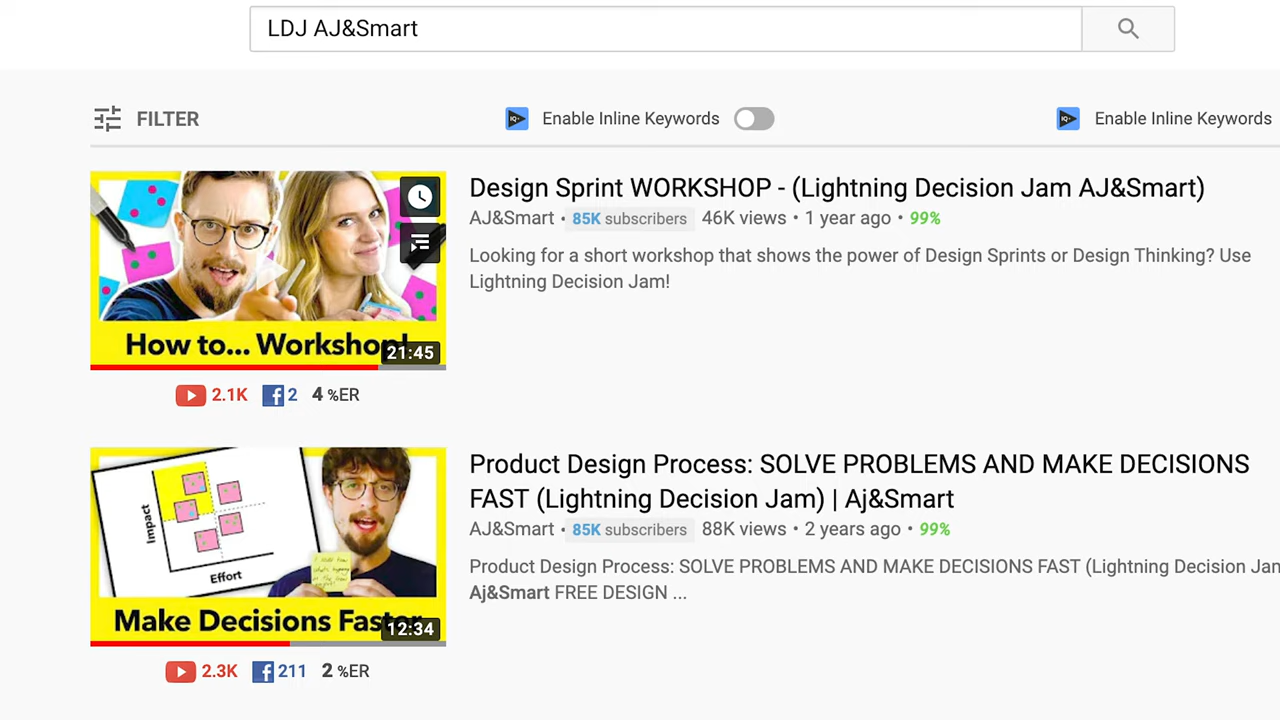 LDJ AJ&Smart
FILTER
Enable Inline Keywords
Enable Inline Keywords
How to... Workshop!
21:45
2.1K 2 4 %ER
Design Sprint WORKSHOP - (Lightning Decision Jam AJ&Smart)
AJ&Smart • 85K subscribers 46K views • 1 year ago • 99%
Looking for a short workshop that shows the power of Design Sprints or Design Thinking? Use
Lightning Decision Jam!
Impact
Effort
Make Decisions Faster
12:34
2.3K 211 2 %ER
Product Design Process: SOLVE PROBLEMS AND MAKE DECISIONS
FAST (Lightning Decision Jam) | Aj&Smart
AJ&Smart • 85K subscribers 88K views • 2 years ago • 99%
Product Design Process: SOLVE PROBLEMS AND MAKE DECISIONS FAST (Lightning Decision Jam
Aj&Smart FREE DESIGN ...